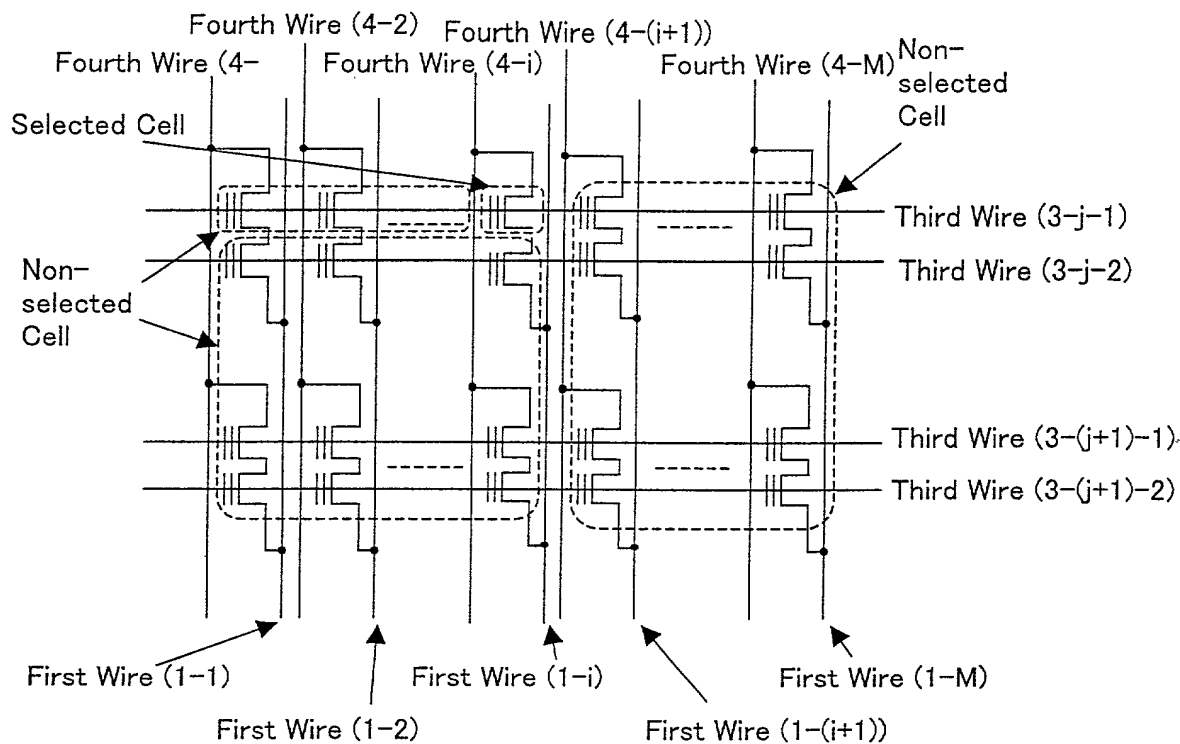 Fourth Wire (4-2)
Fourth Wire (4-(i+1))
Fourth Wire (4-
Fourth Wire (4-i)
Fourth Wire (4-M)
Non-
selected
Cell
Selected Cell
Third Wire (3-j-1)
Third Wire (3-j-2)
Non-
selected
Cell
Third Wire (3-(j+1)-1)
Third Wire (3-(j+1)-2)
First Wire (1-1)
First Wire (1-i)
First Wire (1-M)
First Wire (1-2)
First Wire (1-(i+1))